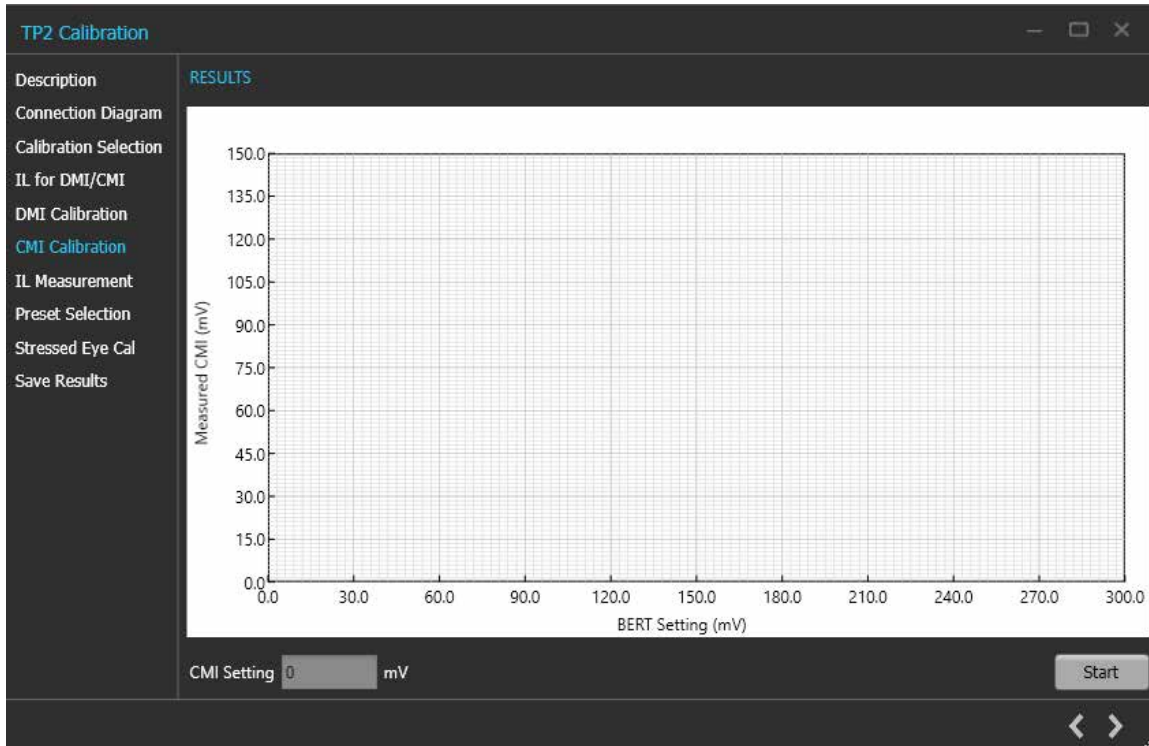 TP2 Calibration
Description
Connection Diagram
Calibration Selection
IL for DMI/CMI
DMI Calibration
CMI Calibration
IL Measurement
Preset Selection
Stressed Eye Cal
Save Results
RESULTS
Measured CMI (mV)
150.0
135.0
120.0
105.0
90.0
75.0
60.0
45.0
30.0
15.0
0.0
0.0 30.0 60.0 90.0 120.0 150.0 180.0 210.0 240.0 270.0 300.0
BERT Setting (mV)
CMI Setting 0 mV
Start